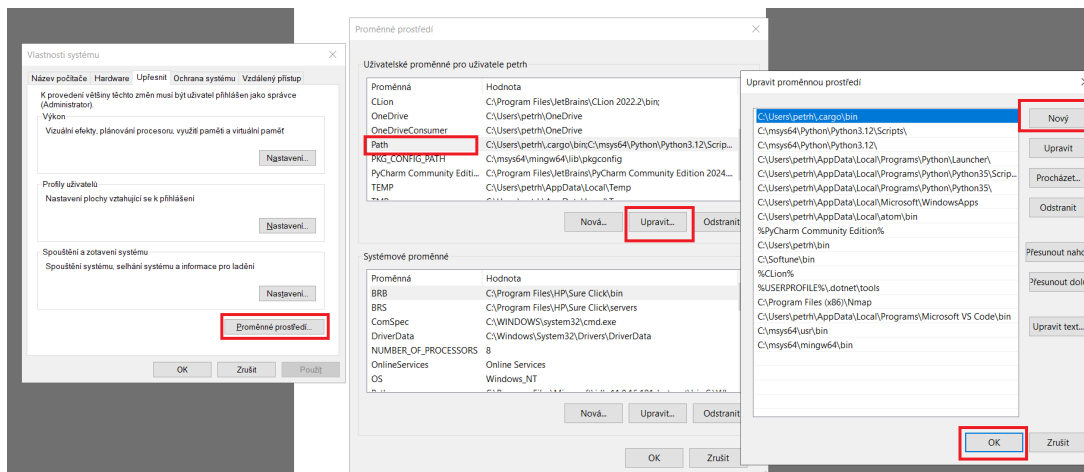 Vlastnosti systému
Název počítače Hardware Upřesnit Ochrana systému Vzdálený přístup
K provedení většiny těchto změn musí být uživatel přihlášen jako správce
(Administrator).
Výkon
Vizuální efekty, plánování procesoru, využití paměti a virtuální paměť
Nastavení...
Profily uživatelů
Nastavení plochy vztahující se k přihlášení
Nastavení...
Spouštění a zotavení systému
Spouštění systému, selhání systému a informace pro ladění
Nastavení...
Proměnné prostředí...
OK Zrušit Použít
Proměnné prostředí
Uživatelské proměnné pro uživatele petrh
Proměnná Hodnota
CLion C:\Program Files\JetBrains\CLion 2022.2\bin;
OneDrive C:\Users\petrh\OneDrive
OneDriveConsumer C:\Users\petrh\OneDrive
Path C:\Users\petrh\.cargo\bin;C:\msys64\Python\Python3.12\Scrip...
PKG_CONFIG_PATH C:\msys64\mingw64\lib\pkgconfig
PyCharm Community Editi... C:\Program Files\JetBrains\PyCharm Community Edition 2024....
TEMP C:\Users\petrh\AppData\Local\Temp
Nová... Upravit... Odstranit
Systémové proměnné
Proměnná Hodnota
BRB C:\Program Files\HP\Sure Click\bin
BRS C:\Program Files\HP\Sure Click\servers
ComSpec C:\WINDOWS\system32\cmd.exe
DriverData C:\Windows\System32\Drivers\DriverData
NUMBER_OF_PROCESSORS 8
OnlineServices Online Services
OS Windows_NT
Nová... Upravit... Odstranit
OK Zrušit
Upravit proměnnou prostředí
C:\Users\petrh\.cargo\bin
C:\msys64\Python\Python3.12\Scripts\
C:\msys64\Python\Python3.12\
C:\Users\petrh\AppData\Local\Programs\Python\Launcher\
C:\Users\petrh\AppData\Local\Programs\Python\Python35\Scrip...
C:\Users\petrh\AppData\Local\Programs\Python\Python35\
C:\Users\petrh\AppData\Local\Microsoft\WindowsApps
C:\Users\petrh\AppData\Local\atom\bin
%PyCharm Community Edition%
C:\Users\petrh\bin
C:\Softune\bin
%CLion%
%USERPROFILE%\.dotnet\tools
C:\Program Files (x86)\Nmap
C:\Users\petrh\AppData\Local\Programs\Microsoft VS Code\bin
C:\msys64\usr\bin
C:\msys64\mingw64\bin
Nový
Upravit
Procházet...
Odstranit
Přesunout naho
Přesunout dolů
Upravit text...
OK Zrušit